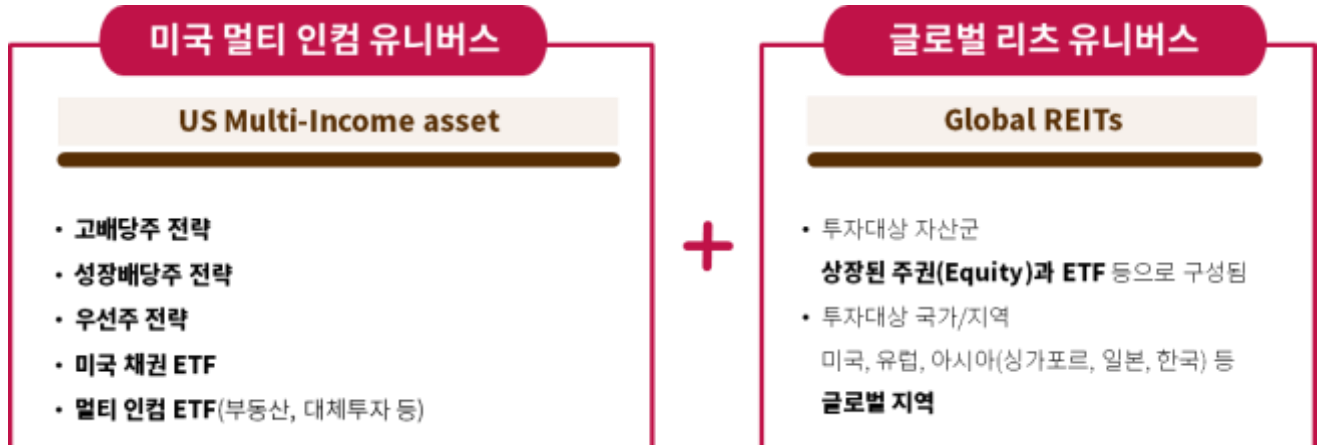 미국 멀티 인컴 유니버스
US Multi-Income asset
• 고배당주 전략
• 성장배당주 전략
• 우선주 전략
• 미국 채권 ETF
• 멀티 인컴 ETF(부동산, 대체투자 등)
+
글로벌 리츠 유니버스
Global REITs
• 투자대상 자산군
상장된 주권(Equity)과 ETF 등으로 구성됨
• 투자대상 국가/지역
미국, 유럽, 아시아(싱가포르, 일본, 한국) 등
글로벌 지역